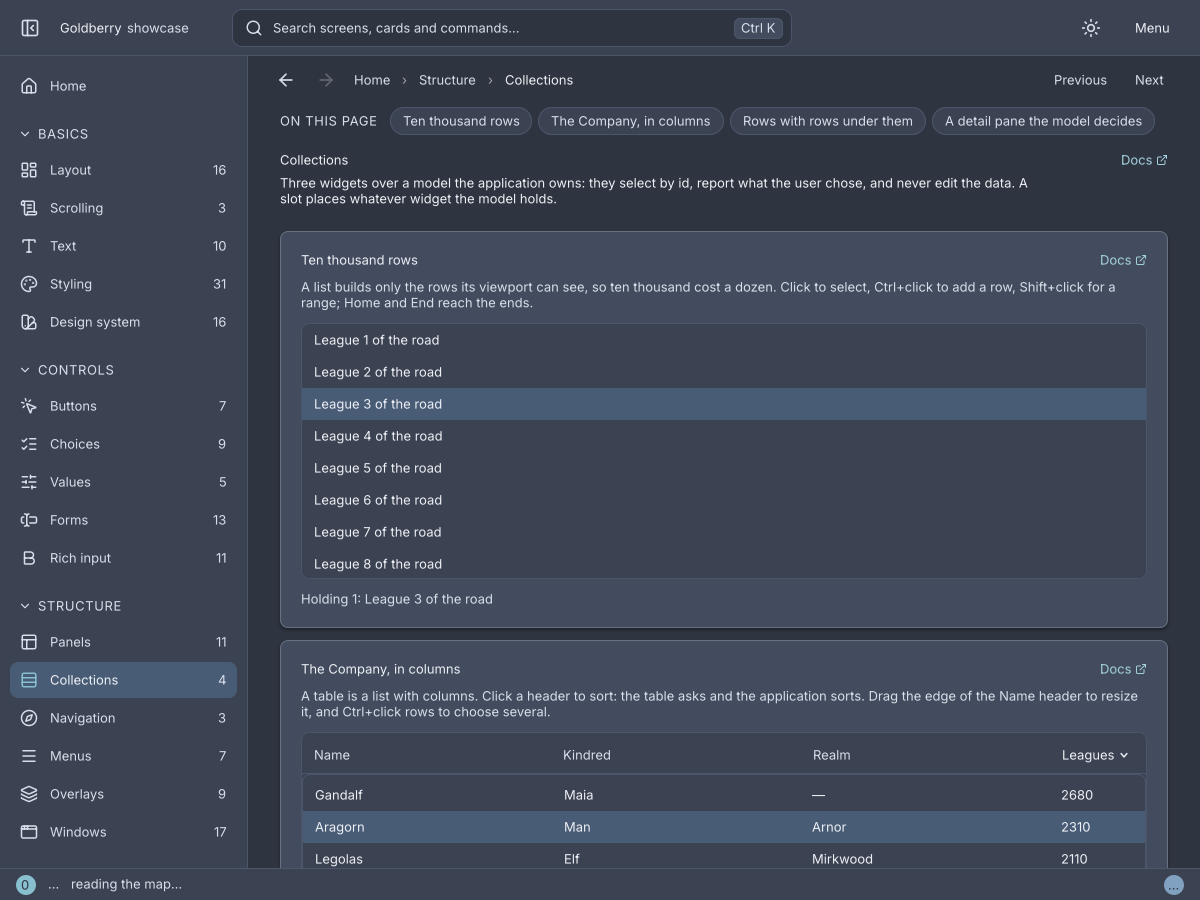 Goldberry showcase
Search screens, cards and commands...
Ctrl K
Menu
Home
BASICS
Layout 16
Scrolling 3
Text 10
Styling 31
Design system 16
CONTROLS
Buttons 7
Choices 9
Values 5
Forms 13
Rich input 11
STRUCTURE
Panels 11
Collections 4
Navigation 3
Menus 7
Overlays 9
Windows 17
Home › Structure › Collections
Previous Next
ON THIS PAGE
Ten thousand rows
The Company, in columns
Rows with rows under them
A detail pane the model decides
Collections
Docs
Three widgets over a model the application owns: they select by id, report what the user chose, and never edit the data. A
slot places whatever widget the model holds.
Ten thousand rows
Docs
A list builds only the rows its viewport can see, so ten thousand cost a dozen. Click to select, Ctrl+click to add a row, Shift+click for a
range; Home and End reach the ends.
League 1 of the road
League 2 of the road
League 3 of the road
League 4 of the road
League 5 of the road
League 6 of the road
League 7 of the road
League 8 of the road
Holding 1: League 3 of the road
The Company, in columns
Docs
A table is a list with columns. Click a header to sort: the table asks and the application sorts. Drag the edge of the Name header to resize
it, and Ctrl+click rows to choose several.
Name Kindred Realm Leagues
Gandalf Maia — 2680
Aragorn Man Arnor 2310
Legolas Elf Mirkwood 2110
0 ... reading the map...
...